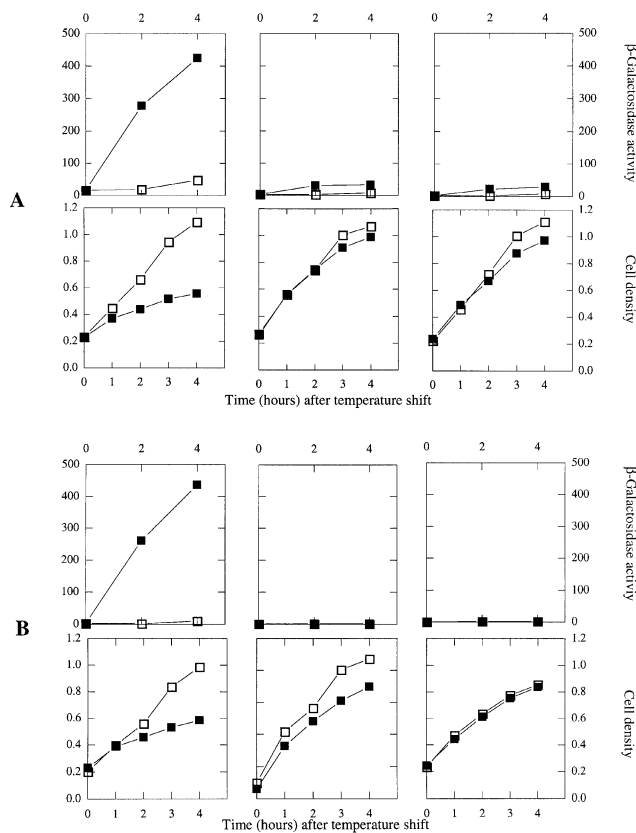 0 2 4 0 2 4 0 2 4
500 500
400 400
300 300
200 200
100 100
0 0
β-Galactosidase activity
A
1.2 1.2
1.0 1.0
0.8 0.8
0.6 0.6
0.4 0.4
0.2 0.2
0.0 0.0
Cell density
0 1 2 3 4 0 1 2 3 4 0 1 2 3 4
Time (hours) after temperature shift
0 2 4 0 2 4 0 2 4
500 500
400 400
300 300
200 200
100 100
0 0
β-Galactosidase activiy
B
1.2 1.2
1.0 1.0
0.8 0.8
0.6 0.6
0.4 0.4
0.2 0.2
0.0 0.0
Cell density
0 1 2 3 4 0 1 2 3 4 0 1 2 3 4
Time (hours) after temperature shift